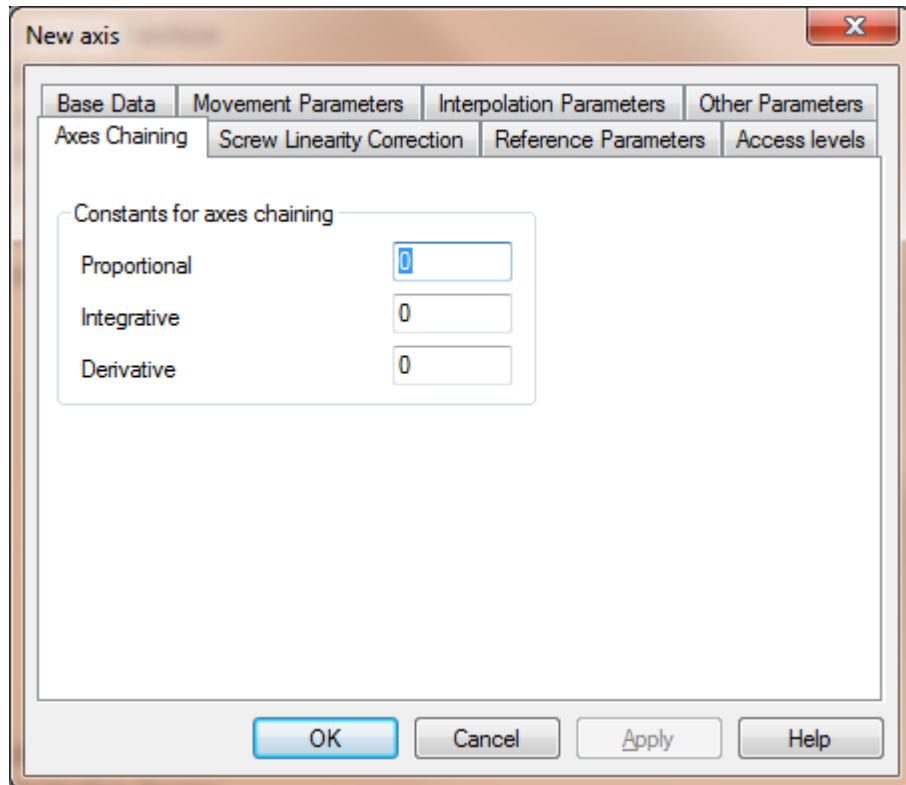 New axis
Base Data Movement Parameters Interpolation Parameters Other Parameters
Axes Chaining Screw Linearity Correction Reference Parameters Access levels
Constants for axes chaining
Proportional 0
Integrative 0
Derivative 0
OK Cancel Apply Help